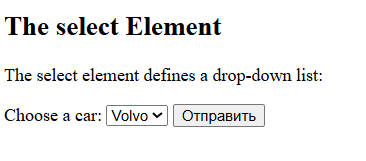 The select Element
The select element defines a drop-down list:
Choose a car: Volvo Отправить